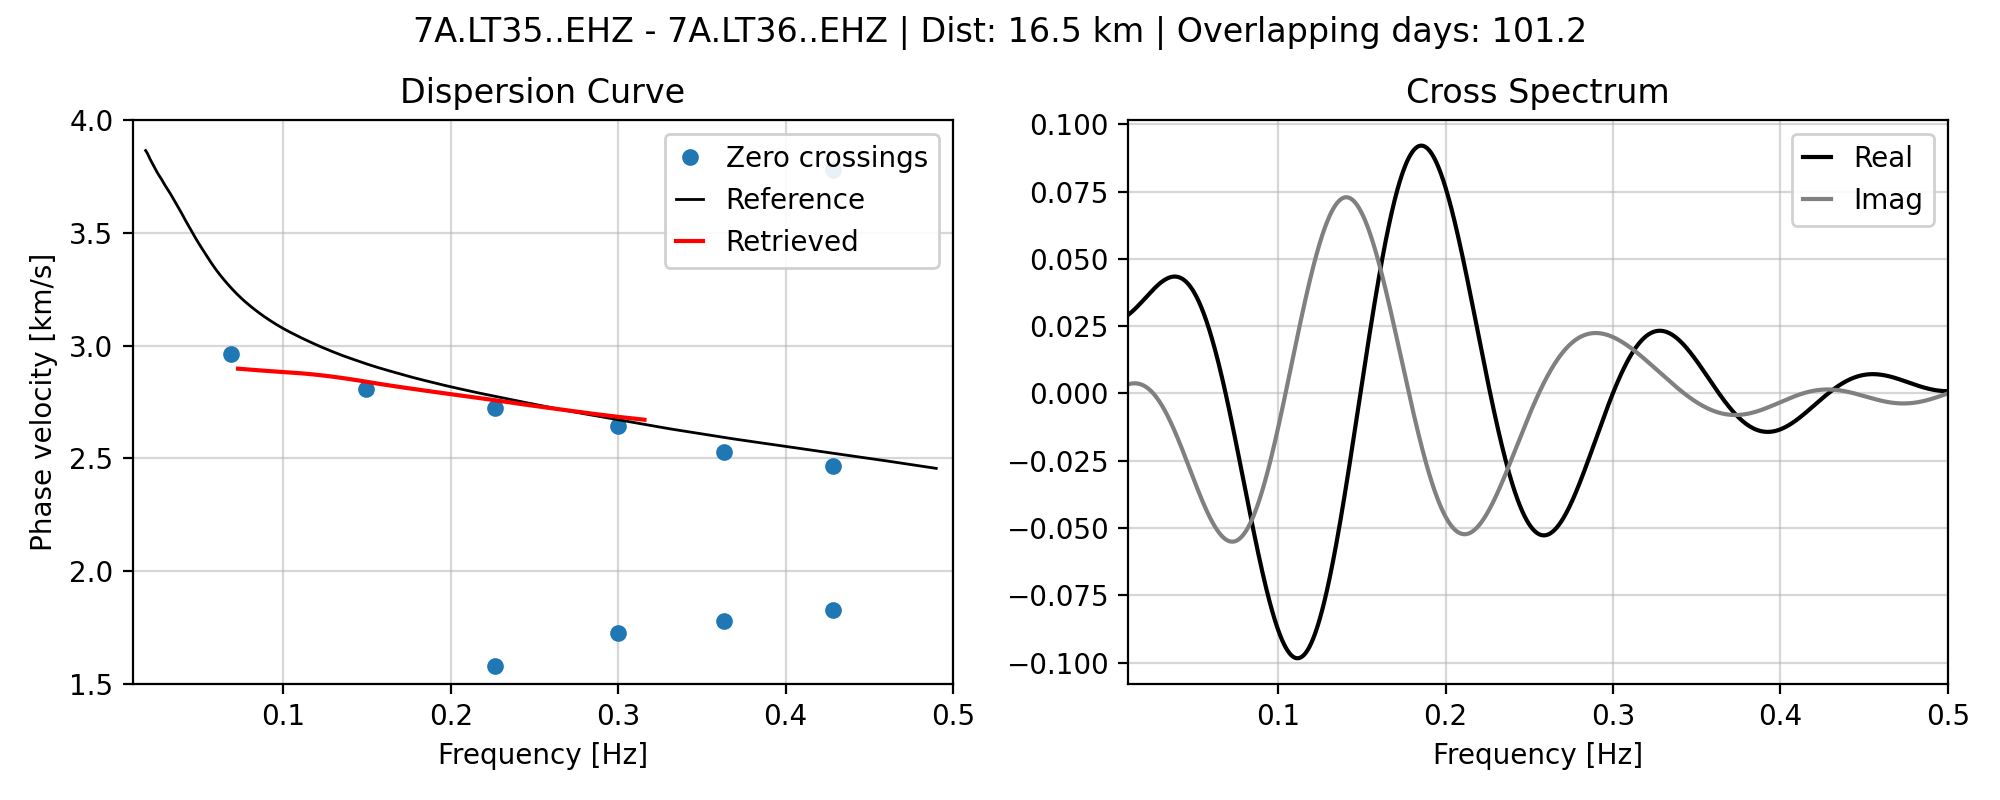 7A.LT35..EHZ - 7A.LT36..EHZ | Dist: 16.5 km | Overlapping days: 101.2
Dispersion Curve
4.0
3.5
3.0
2.5
2.0
1.5
Phase velocity [km/s]
Zero crossings
Reference
Retrieved
0.1 0.2 0.3 0.4 0.5
Frequency [Hz]
Cross Spectrum
0.100
0.075
0.050
0.025
0.000
−0.025
−0.050
−0.075
−0.100
Real
Imag
0.1 0.2 0.3 0.4 0.5
Frequency [Hz]